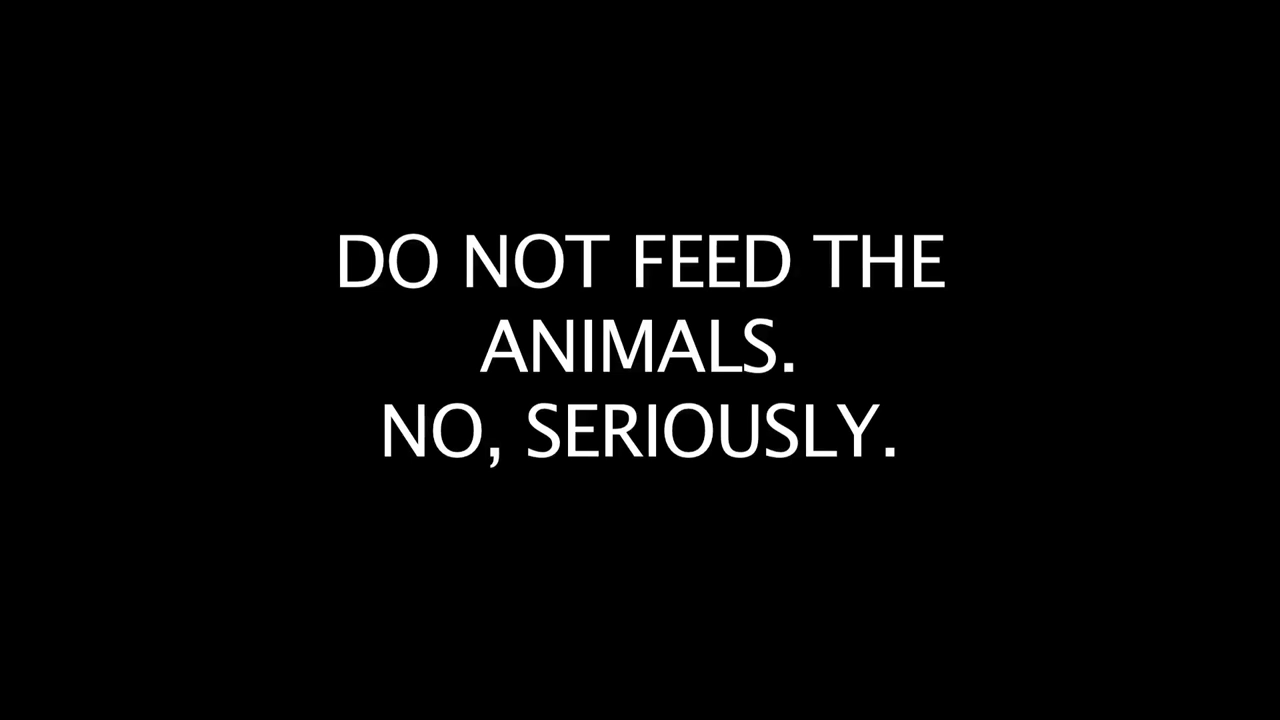 DO NOT FEED THE
ANIMALS.
NO, SERIOUSLY.